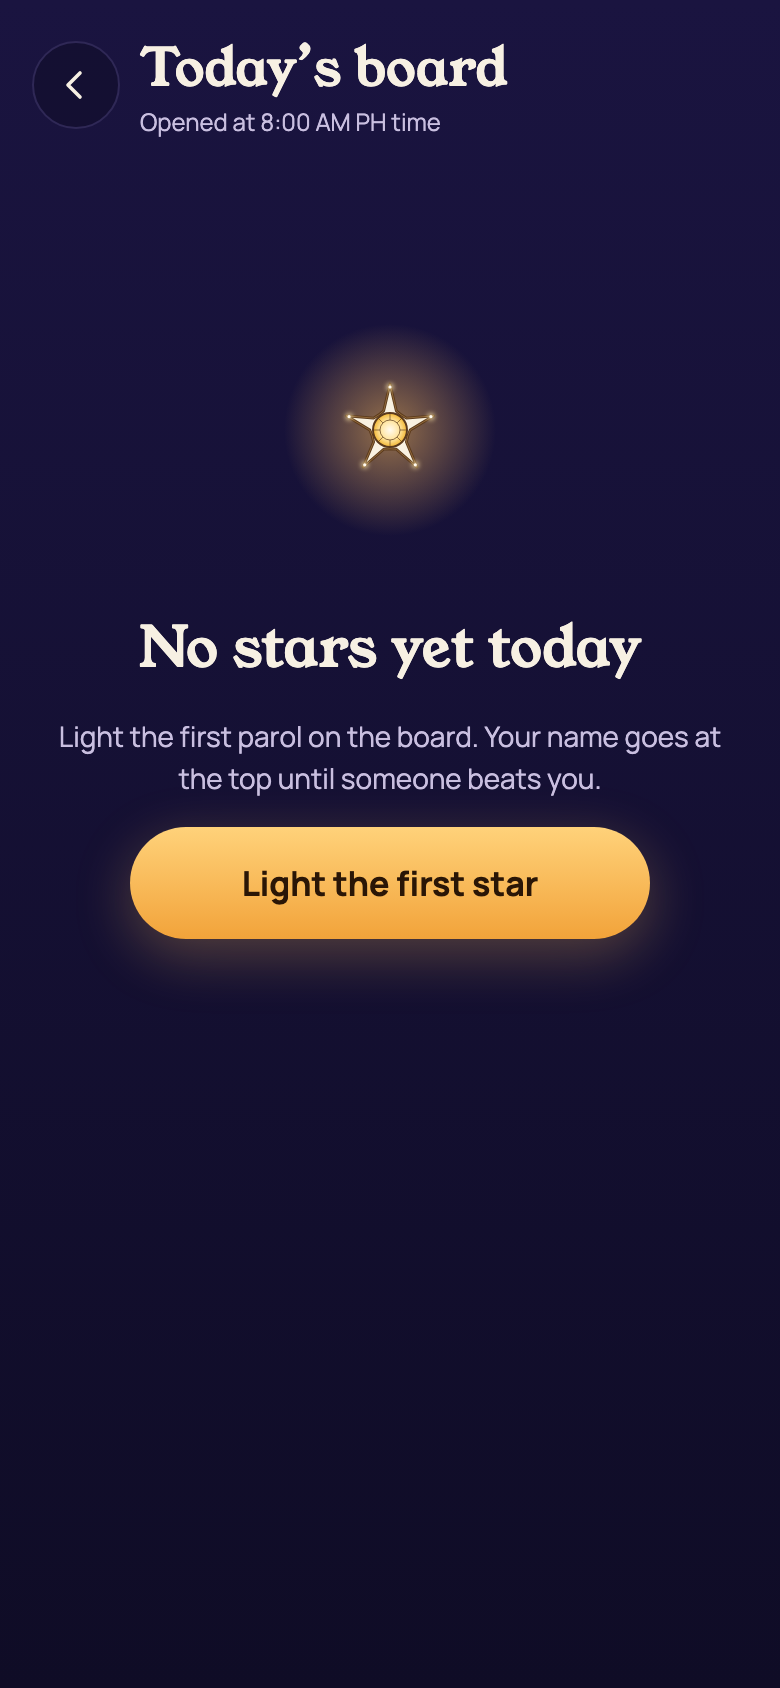 Today’s board
Opened at 8:00 AM PH time
No stars yet today
Light the first parol on the board. Your name goes at
the top until someone beats you.
Light the first star